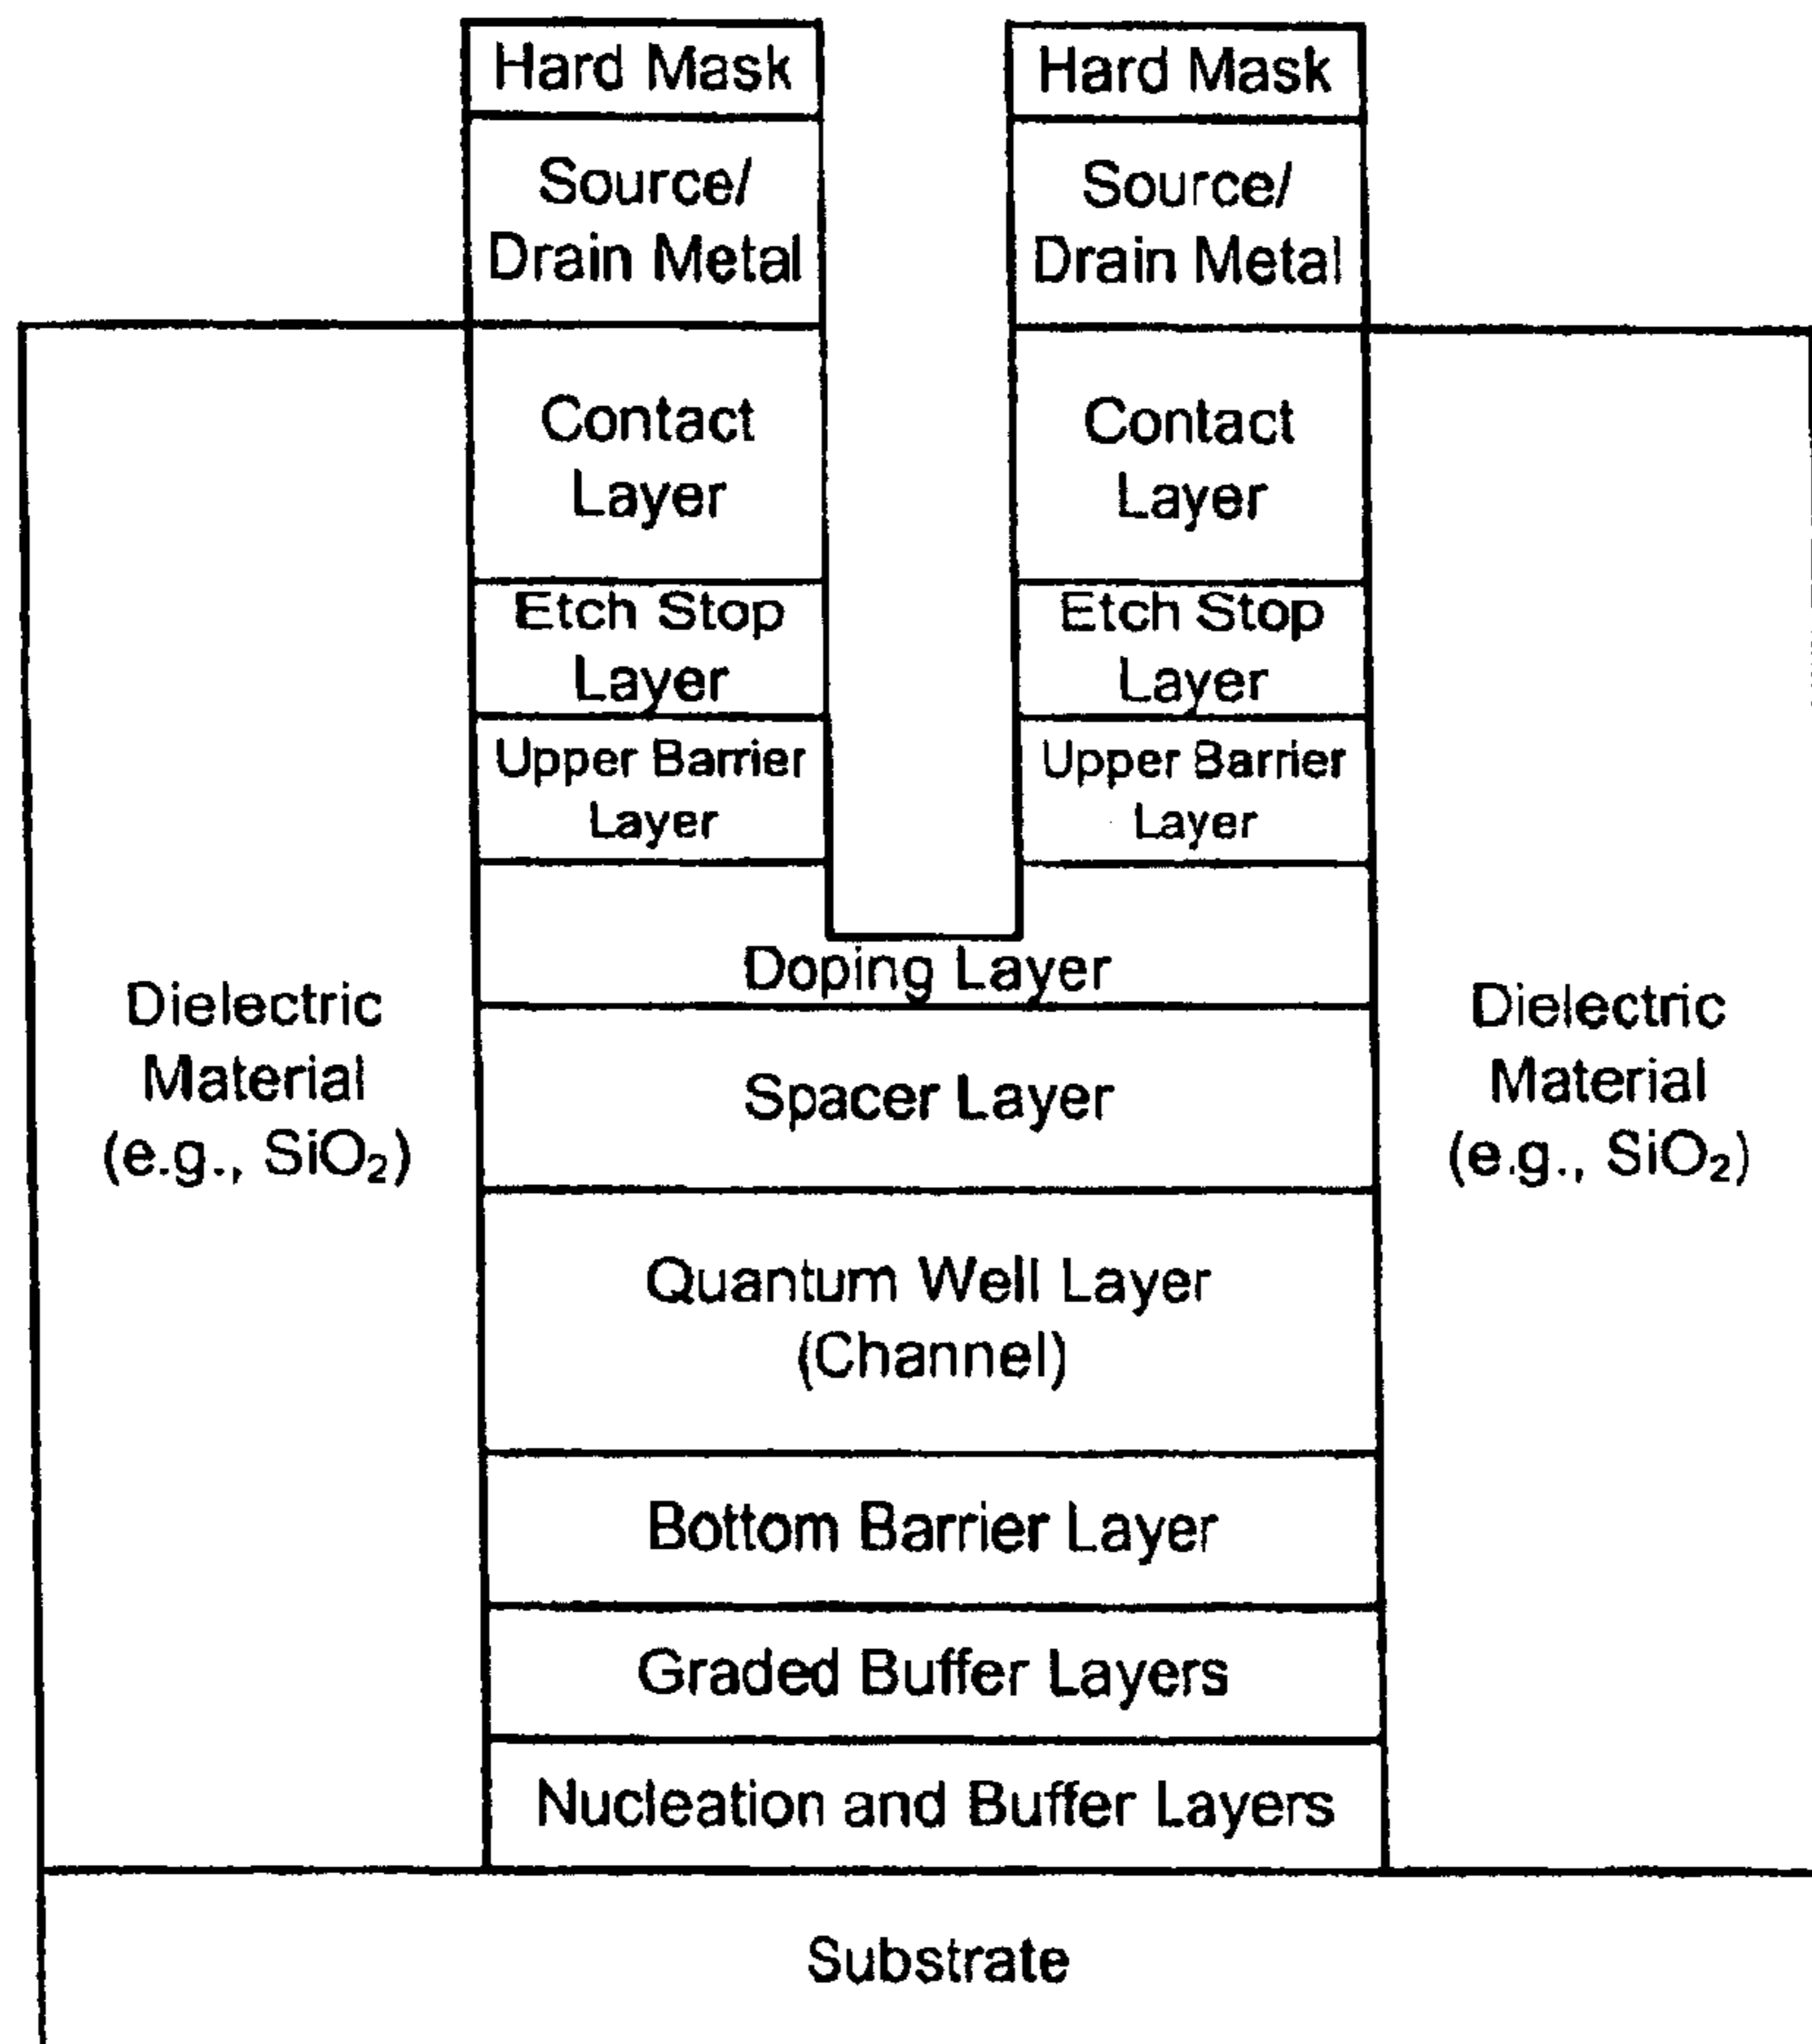 Hard Mask
Hard Mask
Source/
Drain Metal
Source/
Drain Metal
Contact
Layer
Contact
Layer
Etch Stop
Layer
Etch Stop
Layer
Upper Barrier
Layer
Upper Barrier
Layer
Doping Layer
Dielectric
Material
(e.g., SiO₂)
Dielectric
Material
(e.g., SiO₂)
Spacer Layer
Quantum Well Layer
(Channel)
Bottom Barrier Layer
Graded Buffer Layers
Nucleation and Buffer Layers
Substrate